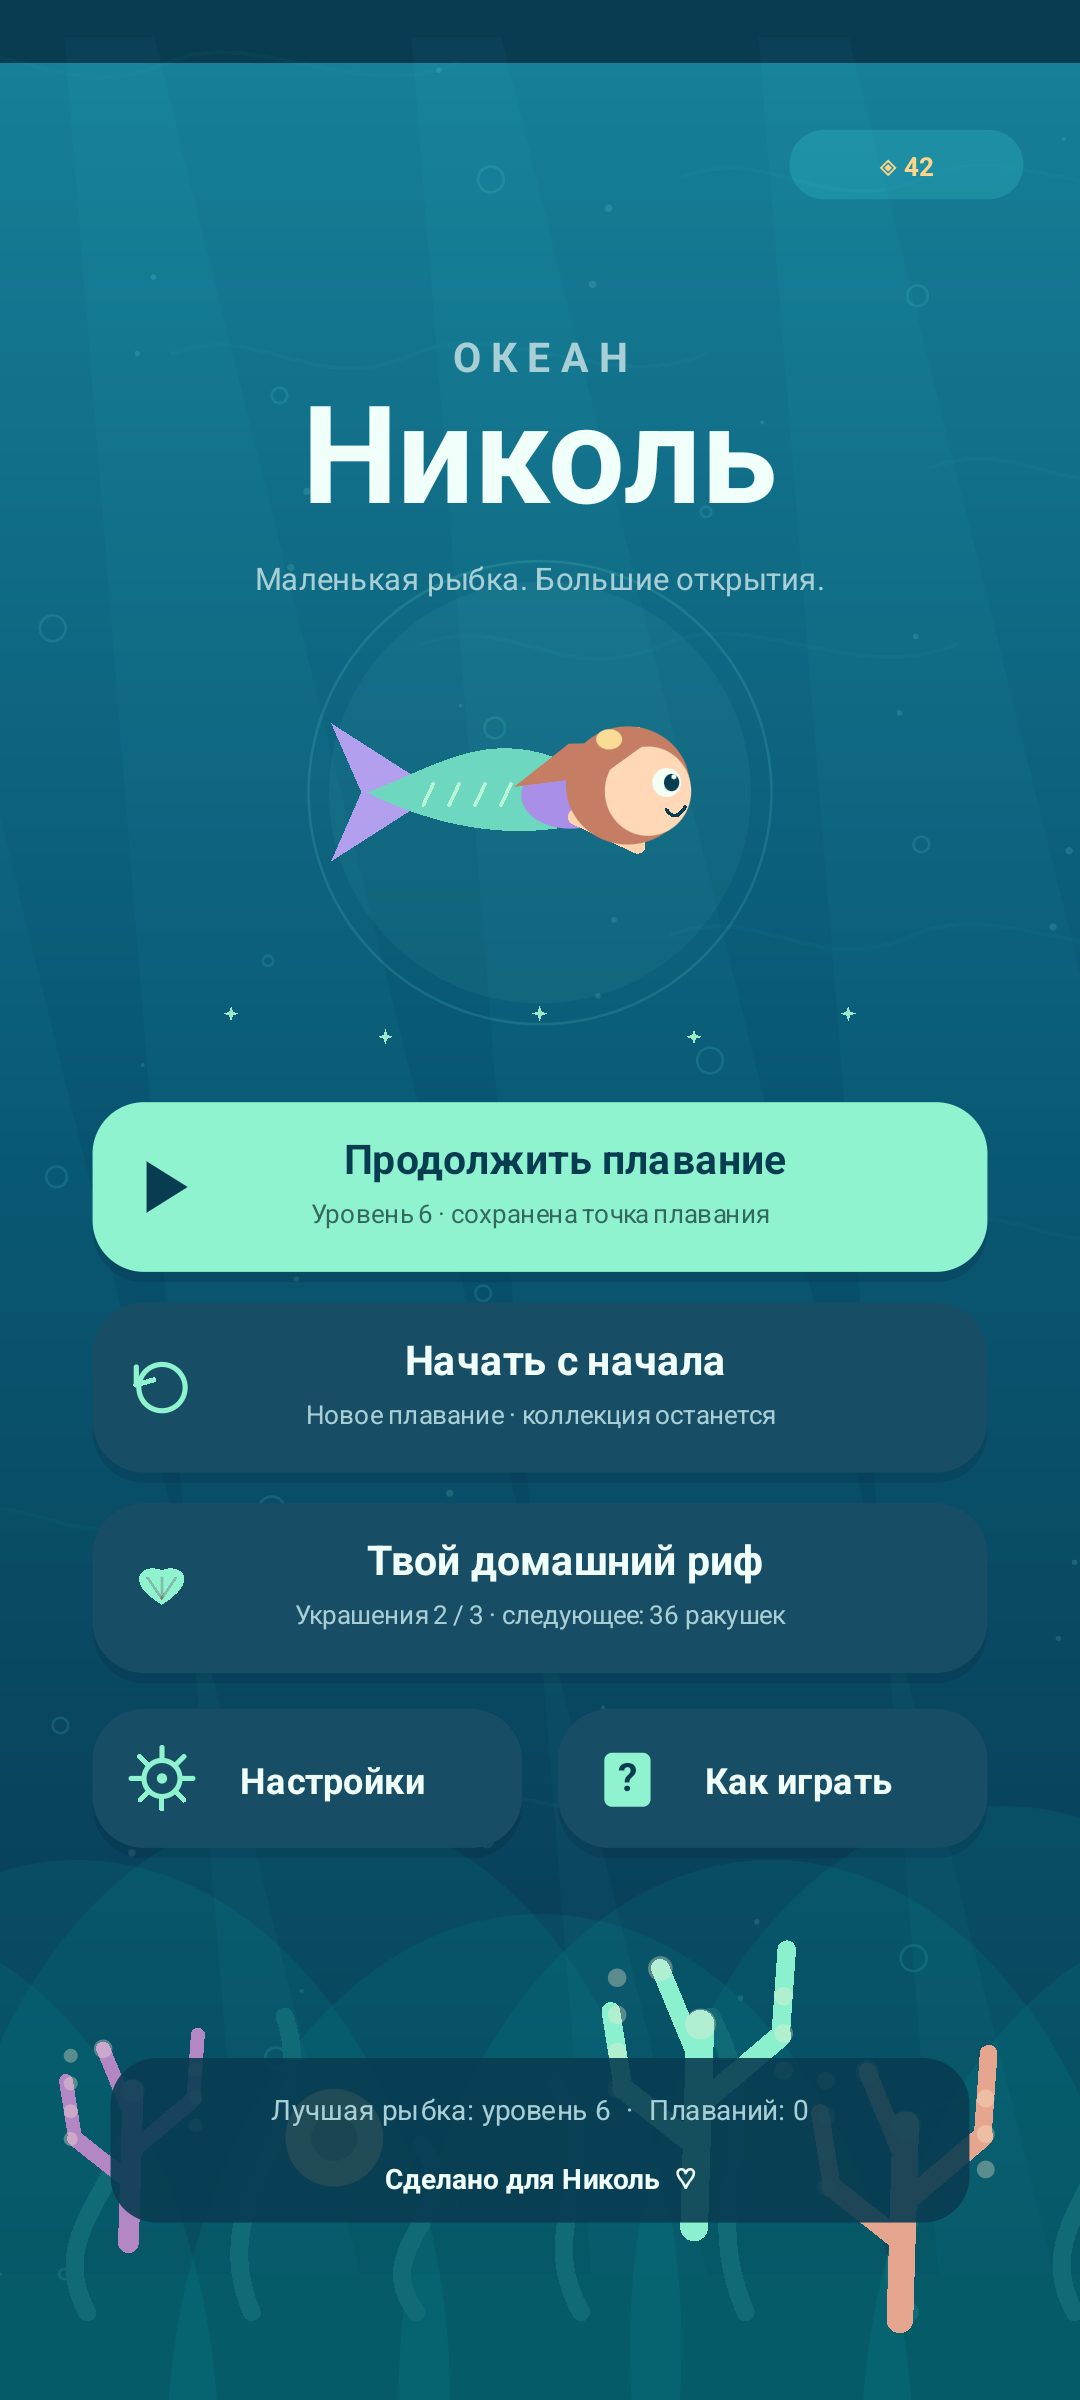 ◈ 42
ОКЕАН
Николь
Маленькая рыбка. Большие открытия.
Продолжить плавание
Уровень 6 · сохранена точка плавания
Начать с начала
Новое плавание · коллекция останется
Твой домашний риф
Украшения 2 / 3 · следующее: 36 ракушек
Настройки
? Как играть
Лучшая рыбка: уровень 6 · Плаваний: 0
Сделано для Николь ♡